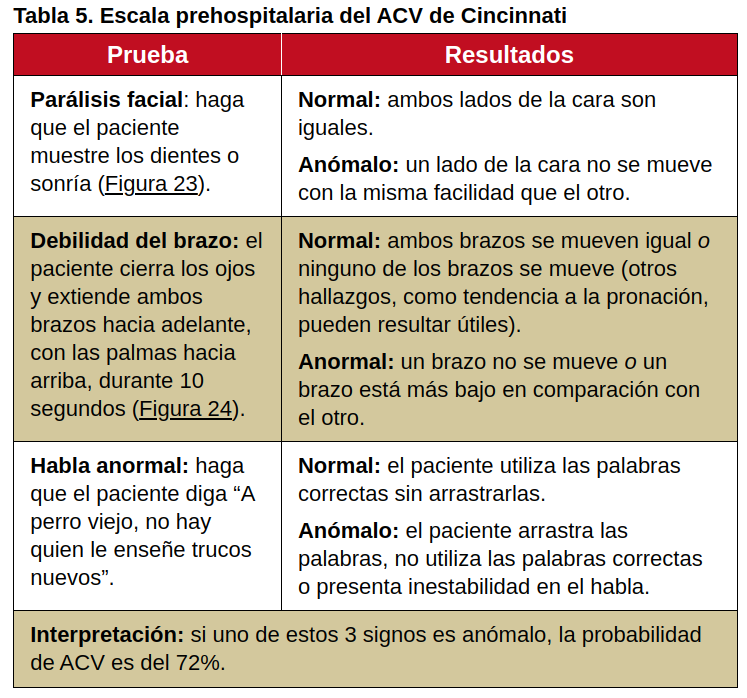 Tabla 5. Escala prehospitalaria del ACV de Cincinnati
Prueba
Resultados
Parálisis facial: haga
que el paciente
muestre los dientes o
sonría (Figura 23).
Normal: ambos lados de la cara son
iguales.
Anómalo: un lado de la cara no se mueve
con la misma facilidad que el otro.
Debilidad del brazo: el
paciente cierra los ojos
y extiende ambos
brazos hacia adelante,
con las palmas hacia
arriba, durante 10
segundos (Figura 24).
Normal: ambos brazos se mueven igual o
ninguno de los brazos se mueve (otros
hallazgos, como tendencia a la pronación,
pueden resultar útiles).
Anormal: un brazo no se mueve o un
brazo está más bajo en comparación con
el otro.
Habla anormal: haga
que el paciente diga “A
perro viejo, no hay
quien le enseñe trucos
nuevos”.
Normal: el paciente utiliza las palabras
correctas sin arrastrarlas.
Anómalo: el paciente arrastra las
palabras, no utiliza las palabras correctas
o presenta inestabilidad en el habla.
Interpretación: si uno de estos 3 signos es anómalo, la probabilidad
de ACV es del 72%.